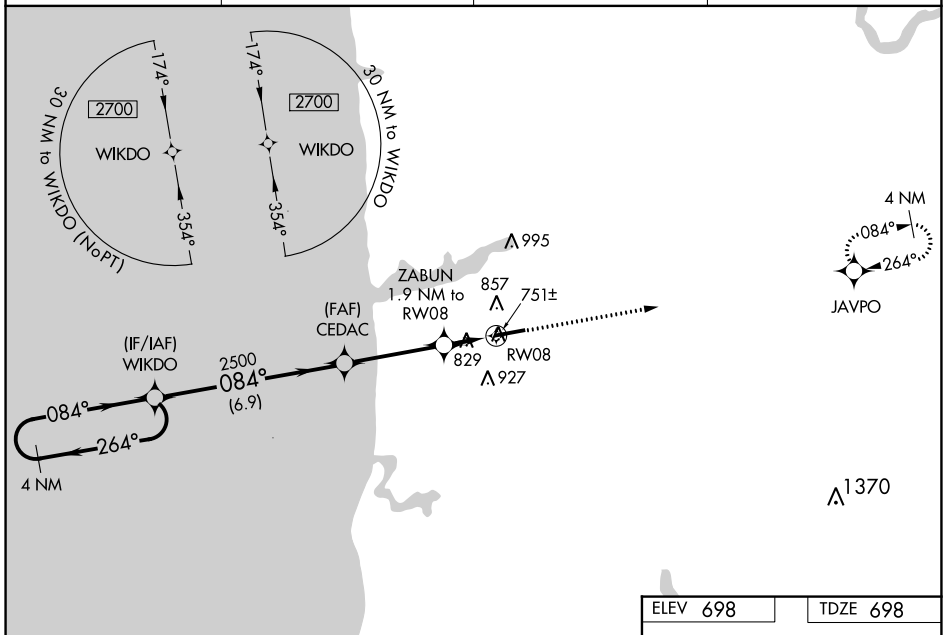 174°
2700
WIKDO
354°
30 NM to WIKDO (NoPT)
174°
2700
WIKDO
354°
30 NM to WIKDO
995
4 NM
084°
264°
JAVPO
ZABUN
1.9 NM to
RW08
857
751±
(FAF)
CEDAC
829
RW08
927
(IF/IAF)
WIKDO
2500
084°
(6.9)
084°
264°
4 NM
1370
ELEV 698
TDZE 698